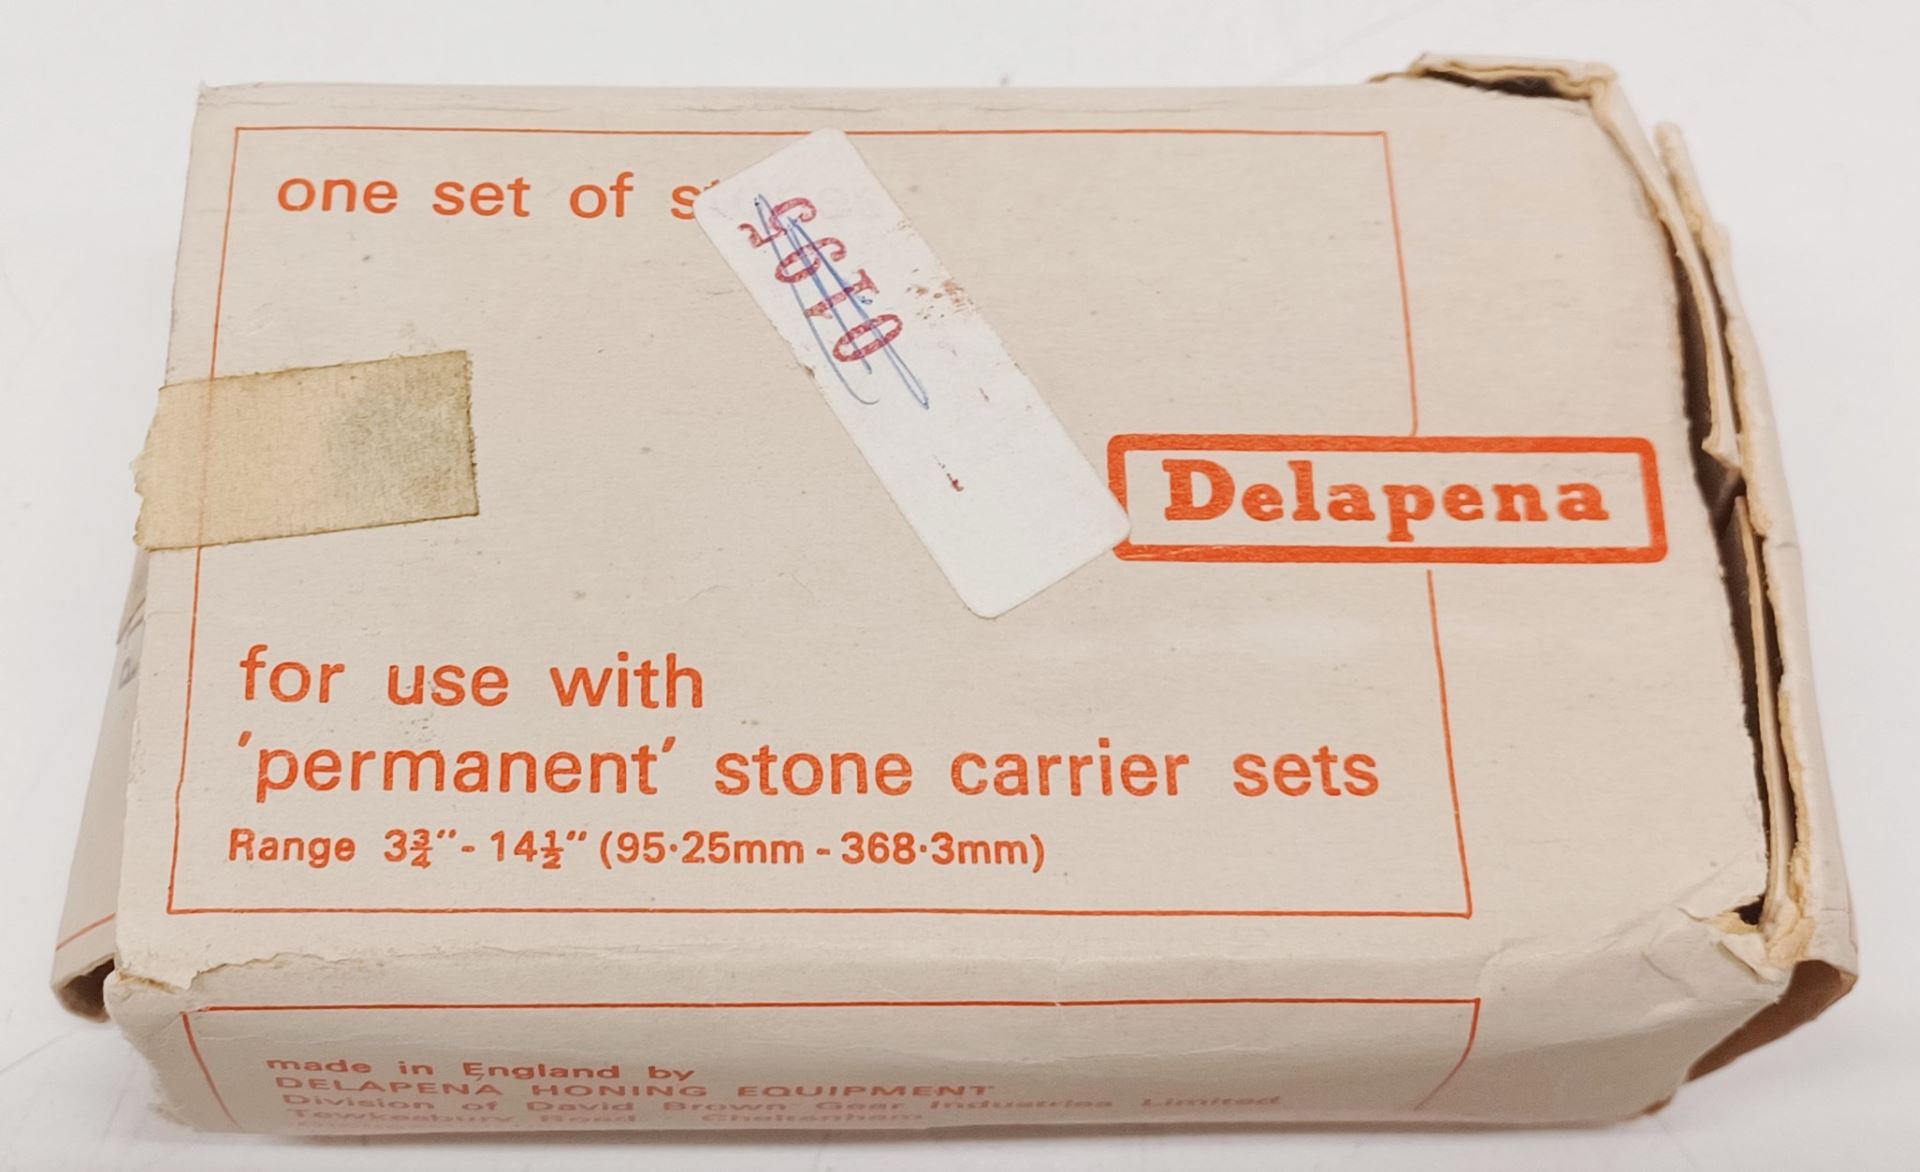 one set of
5010
Delapena
for use with
'permanent' stone carrier sets
Range 3¾"- 14½" (95·25mm - 368·3mm)
made in England by
DELAPENA HONING EQUIPMENT
Division of David Brown Gear Industries Limited
Tewkesbury Road Cheltenham